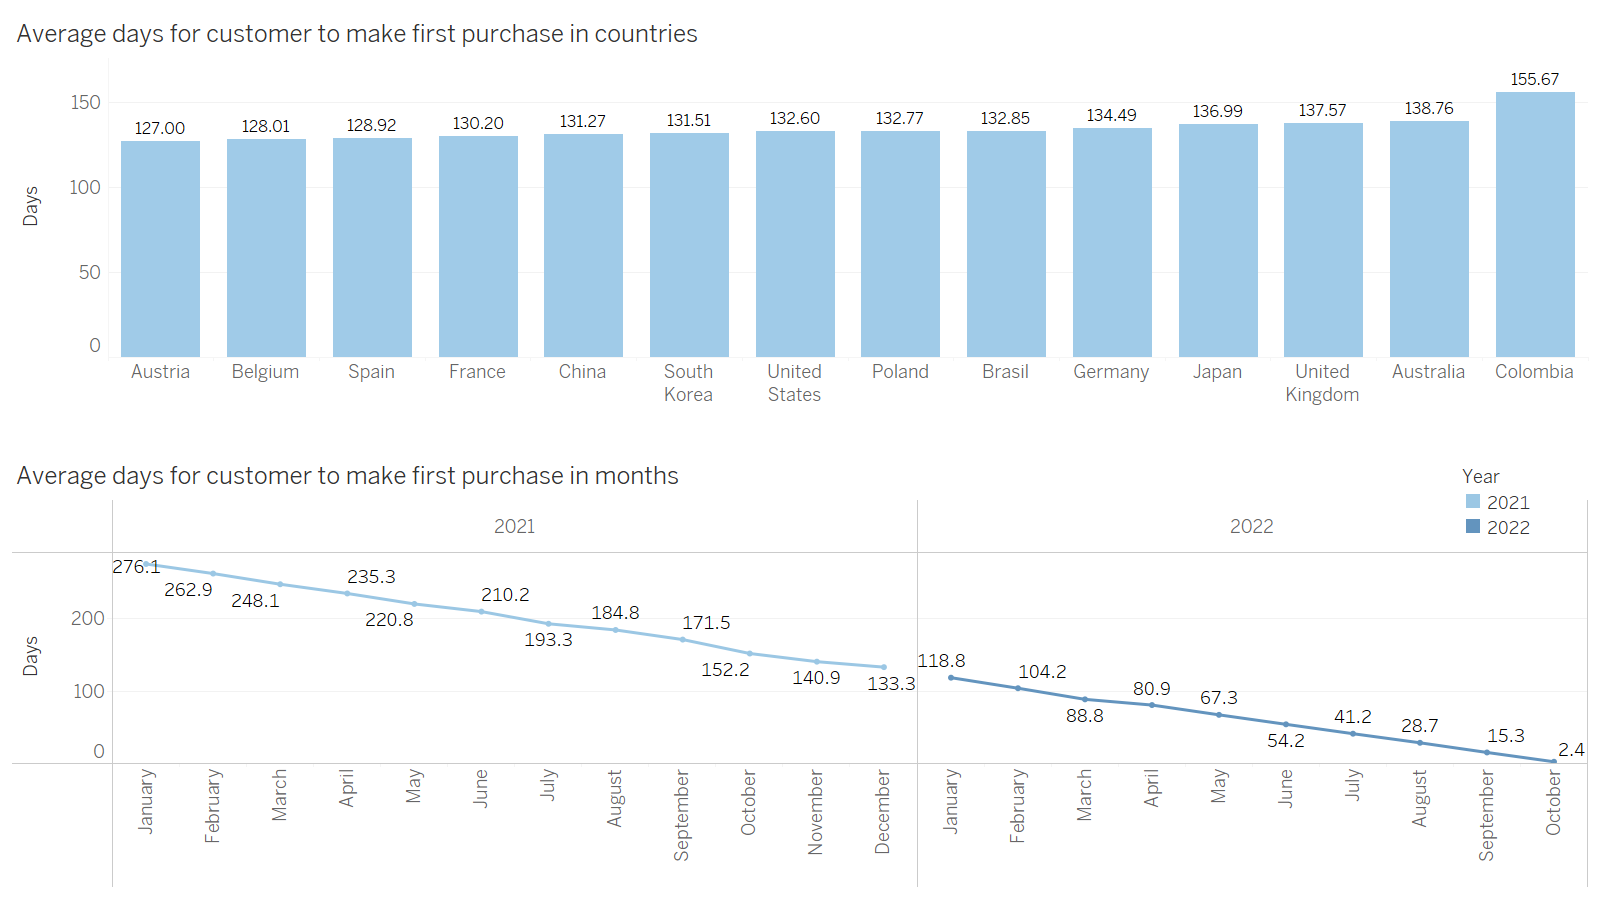 Average days for customer to make first purchase in countries
Days
150
100
50
0
127.00
128.01
128.92
130.20
131.27
131.51
132.60
132.77
132.85
134.49
136.99
137.57
138.76
155.67
Austria
Belgium
Spain
France
China
South
Korea
United
States
Poland
Brasil
Germany
Japan
United
Kingdom
Australia
Colombia
Average days for customer to make first purchase in months
Year
2021
2022
2021
2022
Days
200
100
0
276.1
262.9
248.1
235.3
220.8
210.2
193.3
184.8
171.5
152.2
140.9
133.3
118.8
104.2
88.8
80.9
67.3
54.2
41.2
28.7
15.3
2.4
January
February
March
April
May
June
July
August
September
October
November
December
January
February
March
April
May
June
July
August
September
October